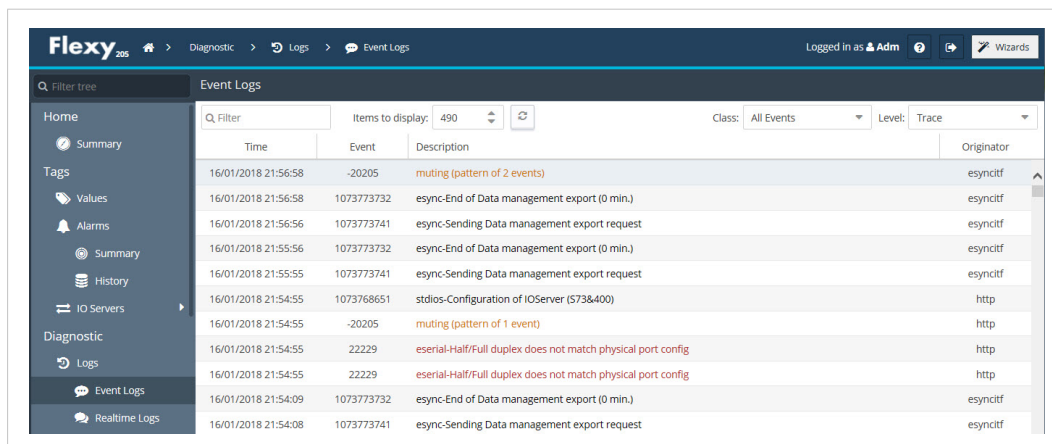 Flexy 205 > Diagnostic > Logs > Event Logs Logged in as Adm ? Wizards
Filter tree Event Logs
Home
Summary
Tags
Values
Alarms
Summary
History
IO Servers
Diagnostic
Logs
Event Logs
Realtime Logs
Filter Items to display: 490 Class: All Events Level: Trace
Time Event Description Originator
16/01/2018 21:56:58 -20205 muting (pattern of 2 events) esyncitf
16/01/2018 21:56:58 1073773732 esync-End of Data management export (0 min.) esyncitf
16/01/2018 21:56:56 1073773741 esync-Sending Data management export request esyncitf
16/01/2018 21:55:56 1073773732 esync-End of Data management export (0 min.) esyncitf
16/01/2018 21:55:55 1073773741 esync-Sending Data management export request esyncitf
16/01/2018 21:54:55 1073768651 stdios-Configuration of IOServer (S73&400) http
16/01/2018 21:54:55 -20205 muting (pattern of 1 event) http
16/01/2018 21:54:55 22229 eserial-Half/Full duplex does not match physical port config http
16/01/2018 21:54:55 22229 eserial-Half/Full duplex does not match physical port config http
16/01/2018 21:54:09 1073773732 esync-End of Data management export (0 min.) esyncitf
16/01/2018 21:54:08 1073773741 esync-Sending Data management export request esyncitf